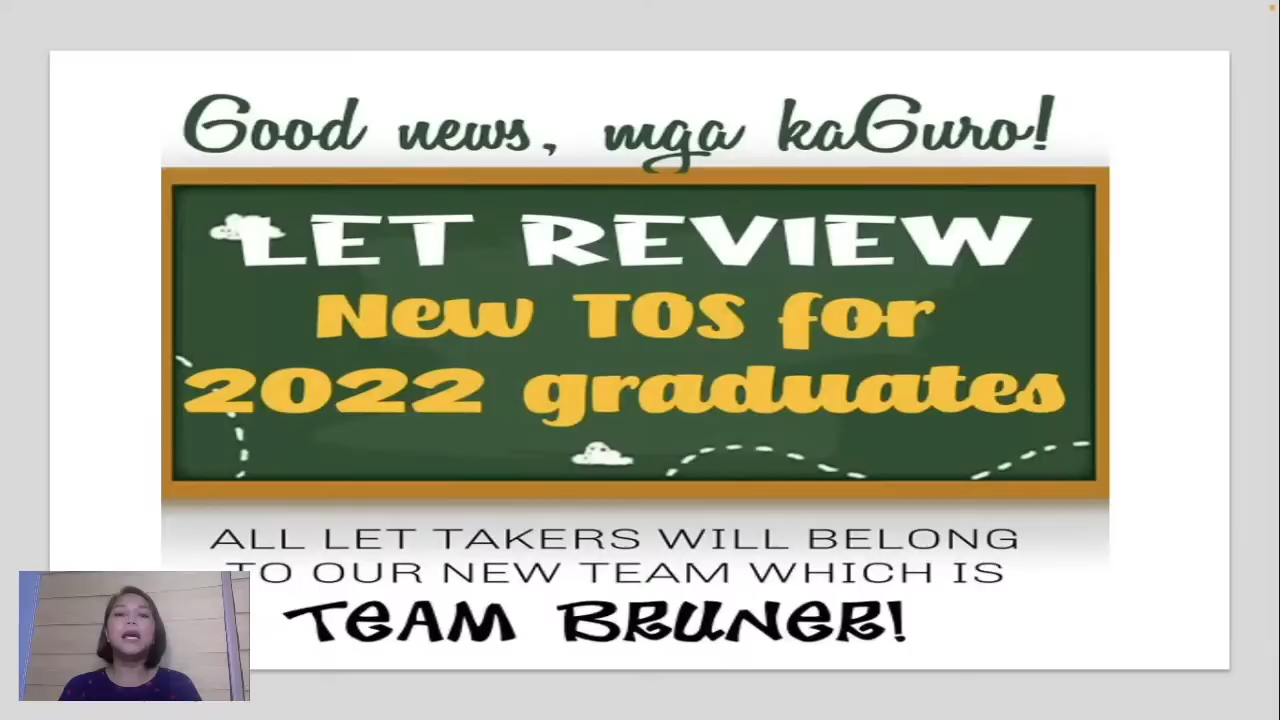 Good news, mga kaGuro!
LET REVIEW
New TOS for
2022 graduates
ALL LET TAKERS WILL BELONG
TO OUR NEW TEAM WHICH IS
TEAM BRUNER!